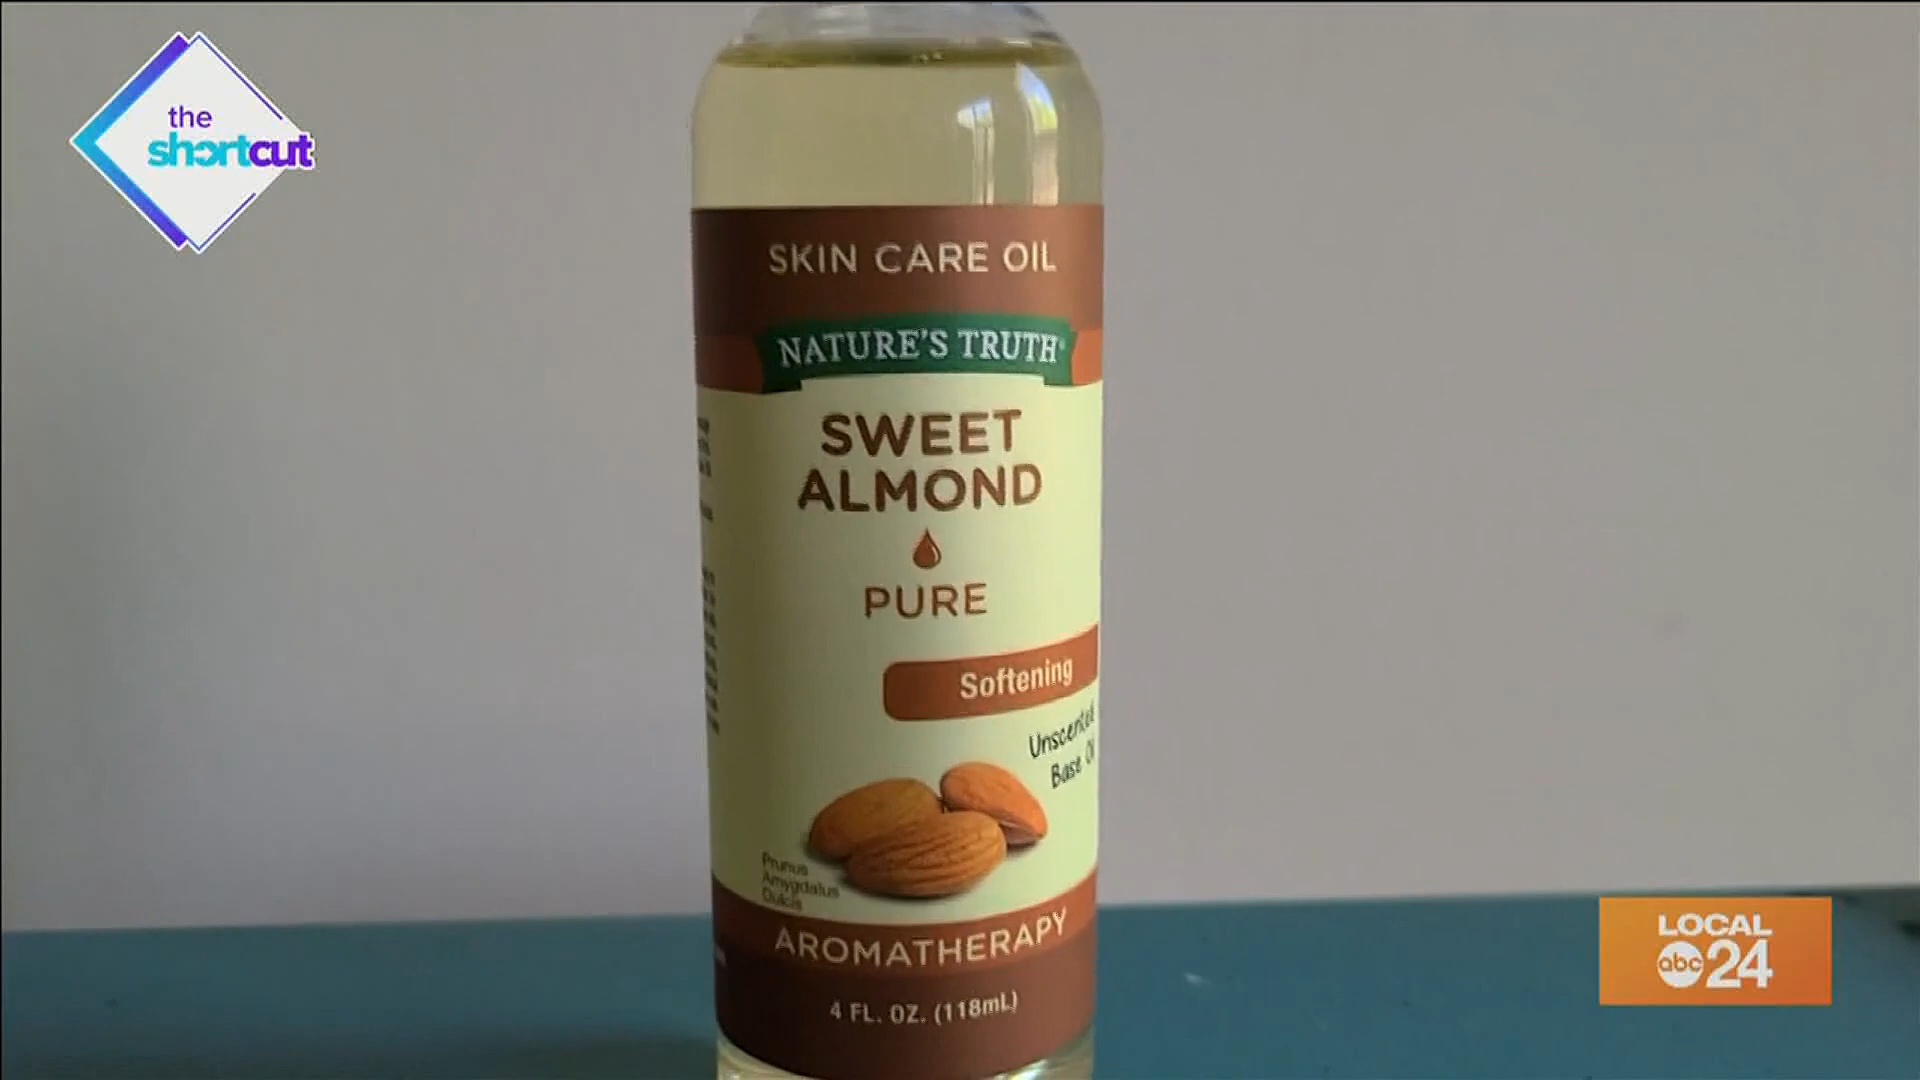 the
shortcut
SKIN CARE OIL
NATURE'S TRUTH
SWEET
ALMOND
PURE
Softening
Unscented
Base
Prunus
Amygdalus
Dulcis
AROMATHERAPY
4 FL. OZ. (118mL)
LOCAL
abc 24